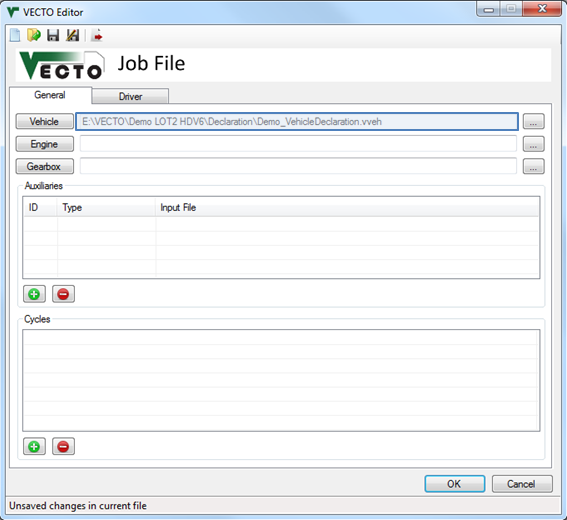 VECTO Editor
VECTO Job File
General Driver
Vehicle E:\VECTO\Demo LOT2 HDV6\Declaration\Demo_VehicleDeclaration.vveh ...
Engine ...
Gearbox ...
Auxiliaries
ID Type Input File
Cycles
OK Cancel
Unsaved changes in current file